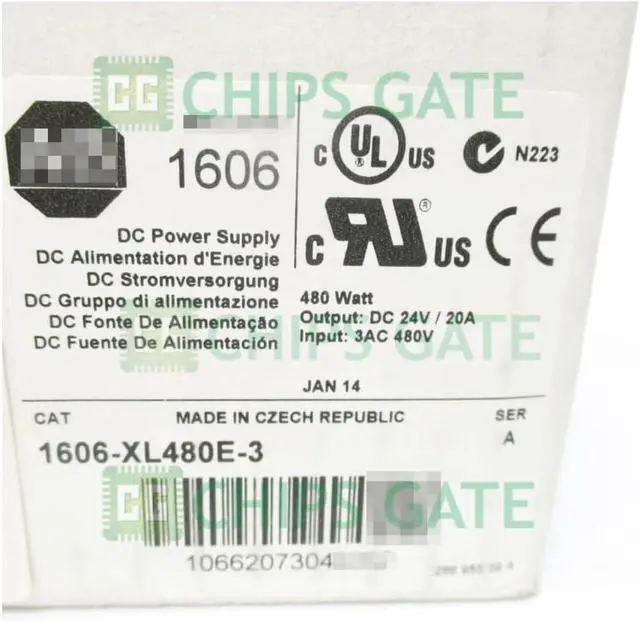 CG CHIPS GATE
1606
c UL US ® N223
c RU US ® CE
DC Power Supply
DC Alimentation d'Energie
DC Stromversorgung
DC Gruppo di alimentazione
DC Fonte De Alimentação
DC Fuente De Alimentación
480 Watt
Output: DC 24V / 20A
Input: 3AC 480V
CHIPS GATE
JAN 14
CAT MADE IN CZECH REPUBLIC SER
1606-XL480E-3 A
CG CHIPS GATE
1066207304